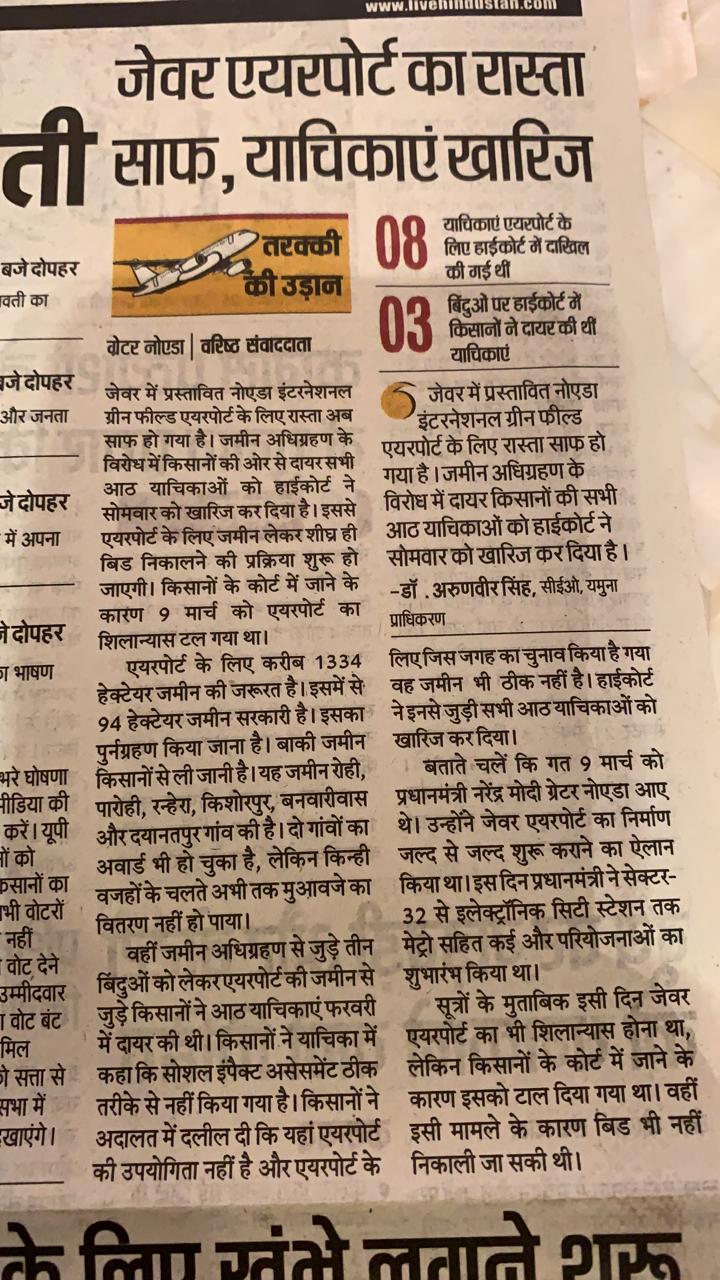 www.livehindustan.com
जेवर एयरपोर्ट का रास्ता
साफ, याचिकाएं खारिज
ती
बजे दोपहर
वती का
बजे दोपहर
और जनता
जे दोपहर
में अपना
जे दोपहर
का भाषण
भरे घोषणा
मीडिया की
करें। यूपी
ों को
कसानों का
भी वोटरों
नहीं
वोट देने
उम्मीदवार
वोट बंट
मिल
को सत्ता से
सभा में
खाएंगे।
तरक्की
की उड़ान
08
याचिकाएं एयरपोर्ट के
लिए हाईकोर्ट में दाखिल
की गई थीं
03
बिंदुओं पर हाईकोर्ट में
किसानों ने दायर की थीं
याचिकाएं
ग्रेटर नोएडा | वरिष्ठ संवाददाता
जेवर में प्रस्तावित नोएडा इंटरनेशनल
ग्रीन फील्ड एयरपोर्ट के लिए रास्ता अब
साफ हो गया है। जमीन अधिग्रहण के
विरोध में किसानों की ओर से दायर सभी
आठ याचिकाओं को हाईकोर्ट ने
सोमवार को खारिज कर दिया है। इससे
एयरपोर्ट के लिए जमीन लेकर शीघ्र ही
बिड निकालने की प्रक्रिया शुरू हो
जाएगी। किसानों के कोर्ट में जाने के
कारण 9 मार्च को एयरपोर्ट का
शिलान्यास टल गया था।
एयरपोर्ट के लिए करीब 1334
हेक्टेयर जमीन की जरूरत है। इसमें से
94 हेक्टेयर जमीन सरकारी है। इसका
पुर्नग्रहण किया जाना है। बाकी जमीन
किसानों से ली जानी है। यह जमीन रोही,
पारोही, रन्हेरा, किशोरपुर, बनवारीवास
और दयानतपुर गांव की है। दो गांवों का
अवार्ड भी हो चुका है, लेकिन किन्ही
वजहों के चलते अभी तक मुआवजे का
वितरण नहीं हो पाया।
वहीं जमीन अधिग्रहण से जुड़े तीन
बिंदुओं को लेकर एयरपोर्ट की जमीन से
जुड़े किसानों ने आठ याचिकाएं फरवरी
में दायर की थी। किसानों ने याचिका में
कहा कि सोशल इंपैक्ट असेसमेंट ठीक
तरीके से नहीं किया गया है। किसानों ने
अदालत में दलील दी कि यहां एयरपोर्ट
की उपयोगिता नहीं है और एयरपोर्ट के
जेवर में प्रस्तावित नोएडा
इंटरनेशनल ग्रीन फील्ड
एयरपोर्ट के लिए रास्ता साफ हो
गया है। जमीन अधिग्रहण के
विरोध में दायर किसानों की सभी
आठ याचिकाओं को हाईकोर्ट ने
सोमवार को खारिज कर दिया है।
-डॉ .अरुणवीर सिंह, सीईओ, यमुना
प्राधिकरण
लिए जिस जगह का चुनाव किया है गया
वह जमीन भी ठीक नहीं है। हाईकोर्ट
ने इनसे जुड़ी सभी आठ याचिकाओं को
खारिज कर दिया।
बताते चलें कि गत 9 मार्च को
प्रधानमंत्री नरेंद्र मोदी ग्रेटर नोएडा आए
थे। उन्होंने जेवर एयरपोर्ट का निर्माण
जल्द से जल्द शुरू कराने का ऐलान
किया था। इस दिन प्रधानमंत्री ने सेक्टर-
32 से इलेक्ट्रॉनिक सिटी स्टेशन तक
मेट्रो सहित कई और परियोजनाओं का
शुभारंभ किया था।
सूत्रों के मुताबिक इसी दिन जेवर
एयरपोर्ट का भी शिलान्यास होना था,
लेकिन किसानों के कोर्ट में जाने के
कारण इसको टाल दिया गया था। वहीं
इसी मामले के कारण बिड भी नहीं
निकाली जा सकी थी।
के लिए खंभे लगाने शुरू